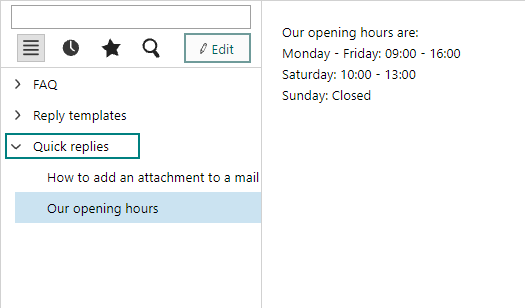 Edit
FAQ
Reply templates
Quick replies
How to add an attachment to a mail
Our opening hours
Our opening hours are:
Monday - Friday: 09:00 - 16:00
Saturday: 10:00 - 13:00
Sunday: Closed